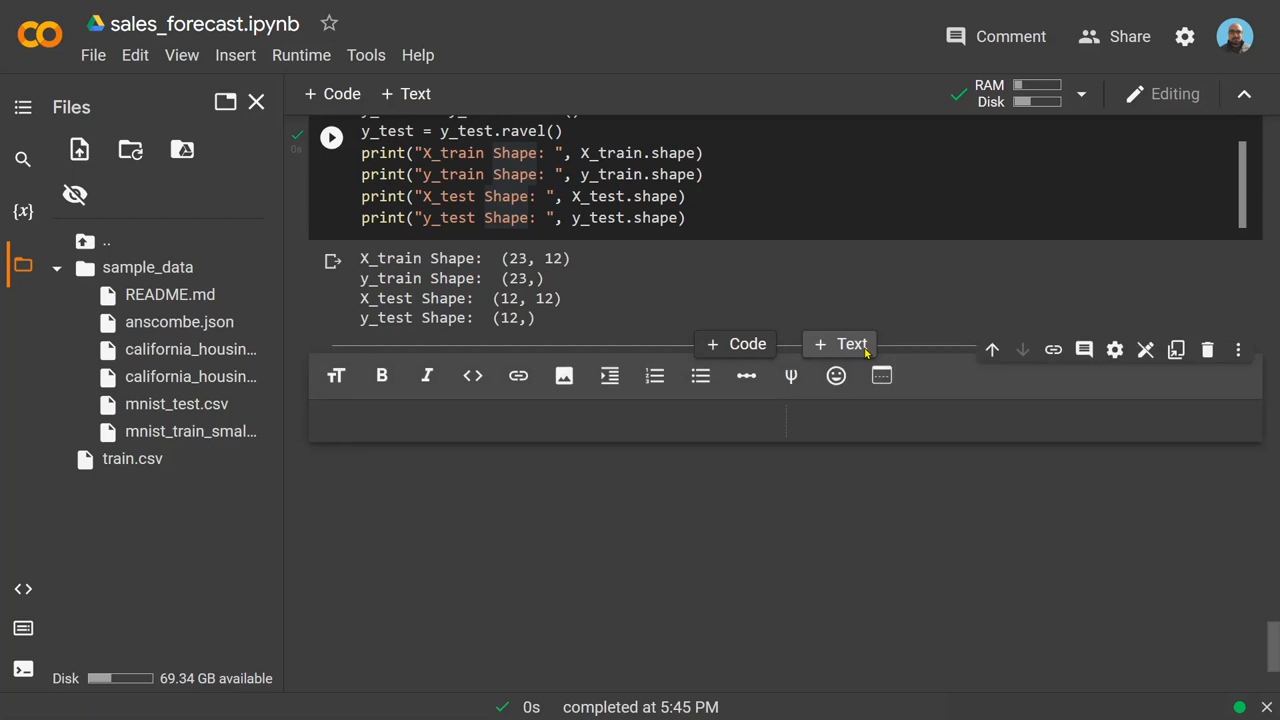 sales_forecast.ipynb
Comment
Share
File Edit View Insert Runtime Tools Help
Files
+ Code + Text
RAM
Disk
Editing
y_test = y_test.ravel()
print("X_train Shape: ", X_train.shape)
print("y_train Shape: ", y_train.shape)
print("X_test Shape: ", X_test.shape)
print("y_test Shape: ", y_test.shape)
0s
{x}
..
sample_data
README.md
anscombe.json
california_housin...
california_housin...
mnist_test.csv
mnist_train_smal...
train.csv
X_train Shape: (23, 12)
y_train Shape: (23,)
X_test Shape: (12, 12)
y_test Shape: (12,)
+ Code + Text
Disk 69.34 GB available
0s completed at 5:45 PM